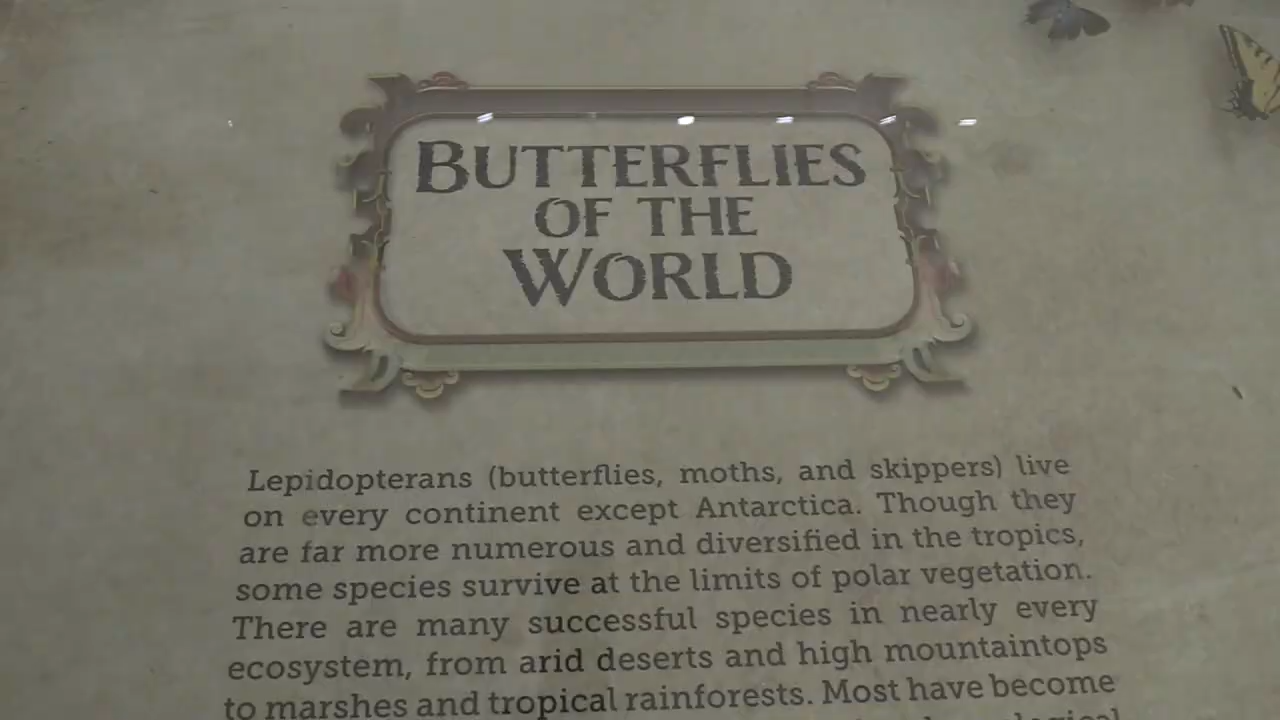 BUTTERFLIES
OF THE
WORLD
Lepidopterans (butterflies, moths, and skippers) live
on every continent except Antarctica. Though they
are far more numerous and diversified in the tropics,
some species survive at the limits of polar vegetation.
There are many successful species in nearly every
ecosystem, from arid deserts and high mountaintops
to marshes and tropical rainforests. Most have become